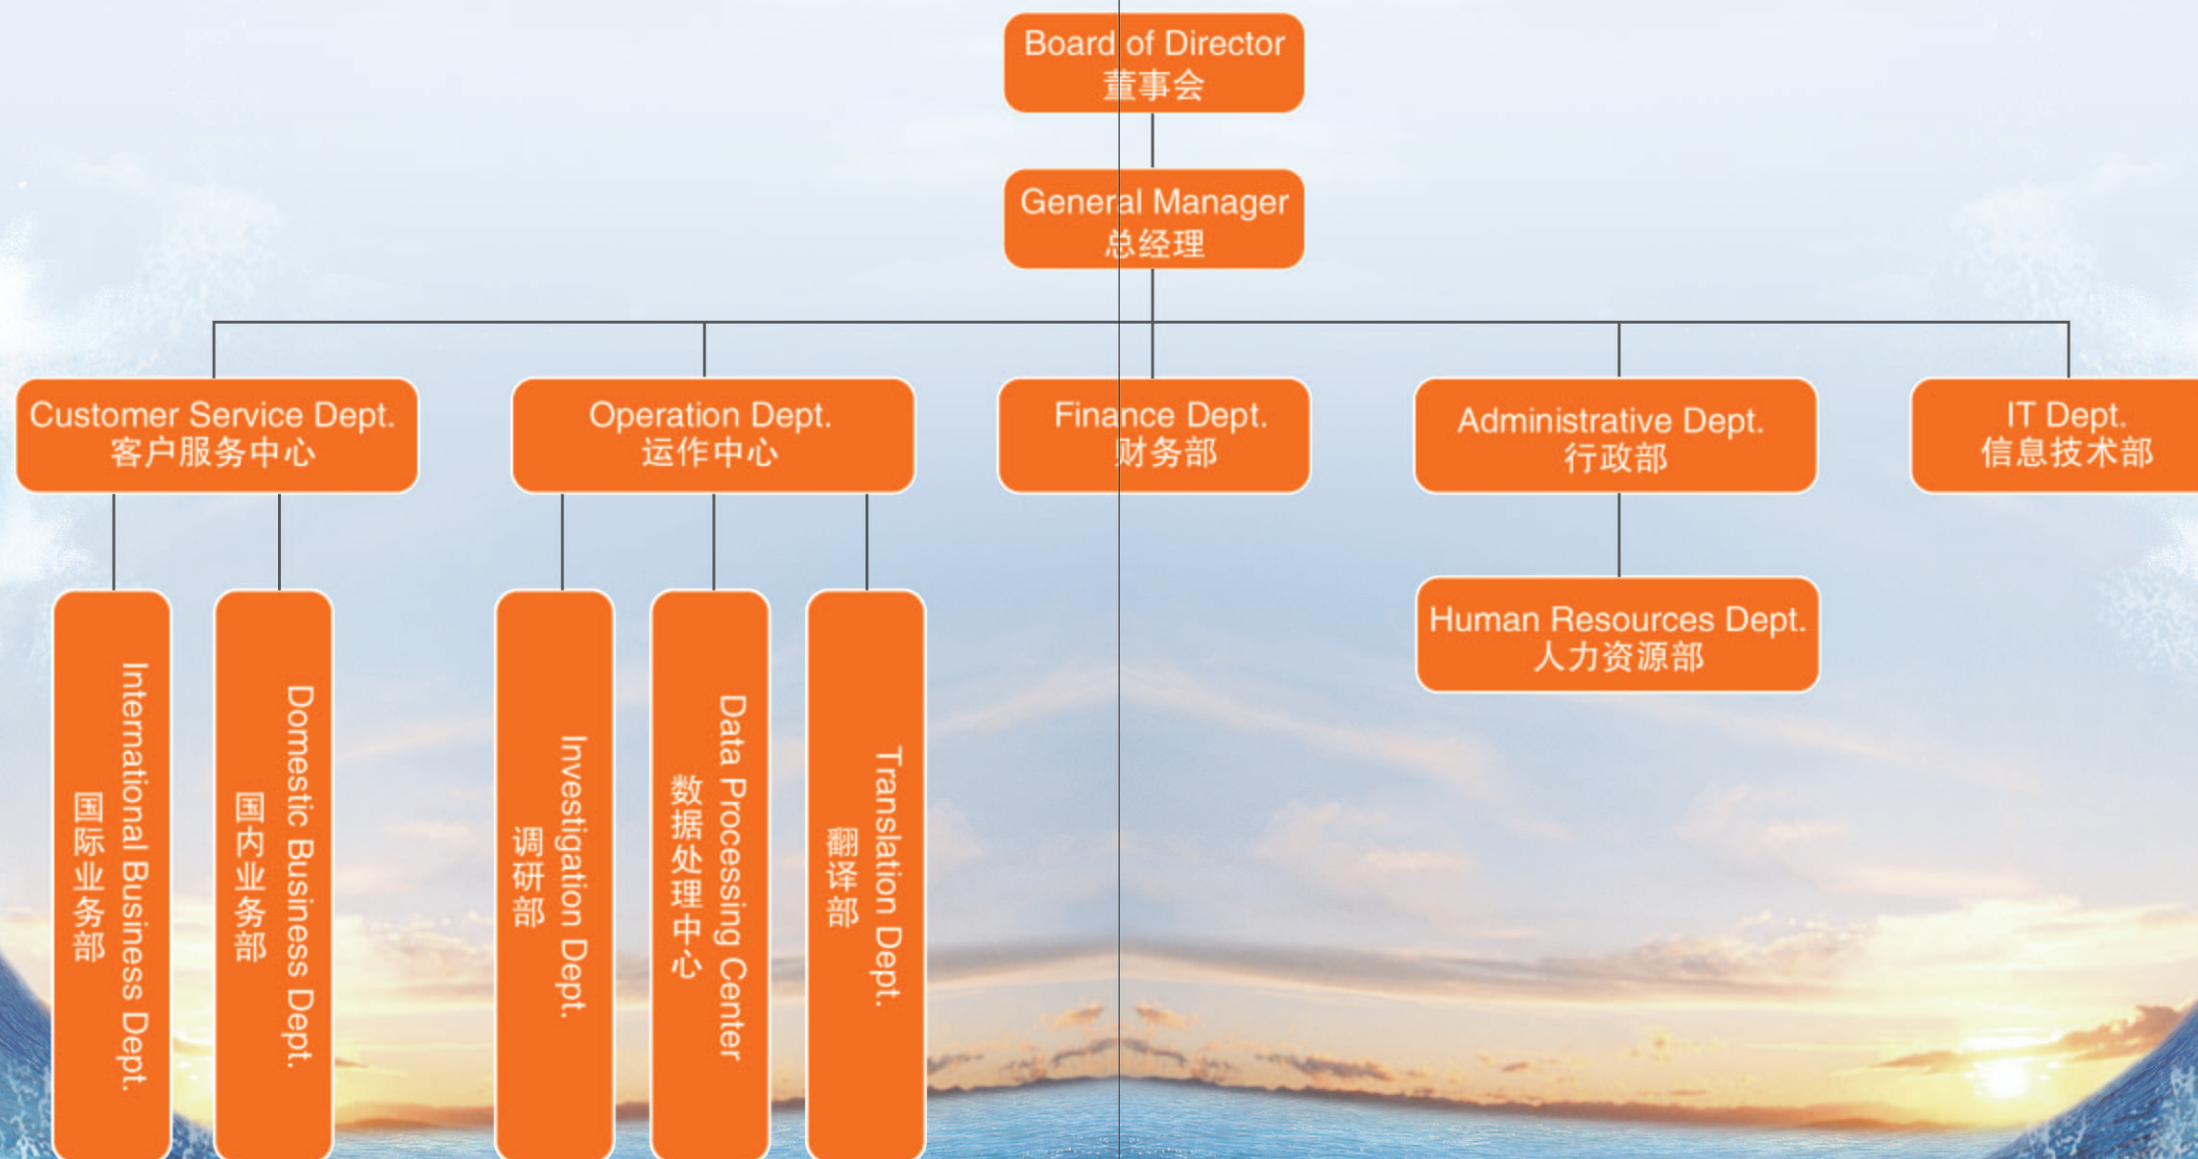 Board of Director
董事会
General Manager
总经理
Customer Service Dept.
客户服务中心
Operation Dept.
运作中心
Finance Dept.
财务部
Administrative Dept.
行政部
IT Dept.
信息技术部
Human Resources Dept.
人力资源部
International Business Dept.
国际业务部
Domestic Business Dept.
国内业务部
Investigation Dept.
调研部
Data Processing Center
数据处理中心
Translation Dept.
翻译部